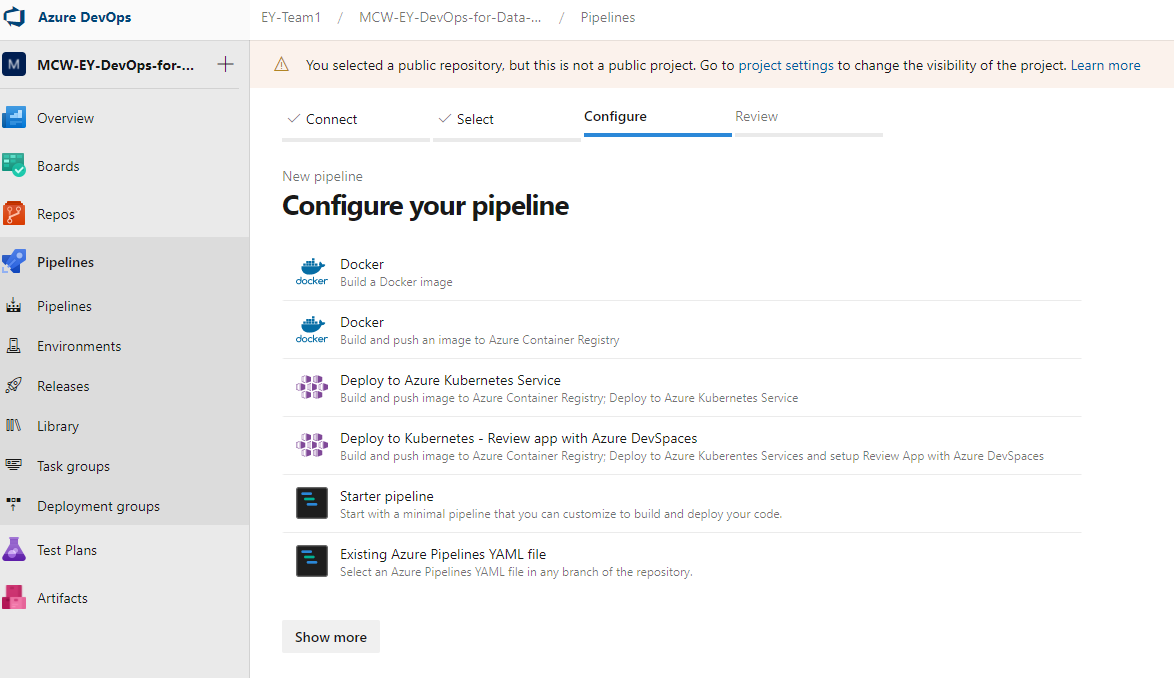 Azure DevOps
EY-Team1 / MCW-EY-DevOps-for-Data-... / Pipelines
M MCW-EY-DevOps-for-... +
Overview
Boards
Repos
Pipelines
Pipelines
Environments
Releases
Library
Task groups
Deployment groups
Test Plans
Artifacts
You selected a public repository, but this is not a public project. Go to project settings to change the visibility of the project. Learn more
Connect
Select
Configure
Review
New pipeline
Configure your pipeline
docker
Docker
Build a Docker image
docker
Docker
Build and push an image to Azure Container Registry
Deploy to Azure Kubernetes Service
Build and push image to Azure Container Registry; Deploy to Azure Kubernetes Service
Deploy to Kubernetes - Review app with Azure DevSpaces
Build and push image to Azure Container Registry; Deploy to Azure Kuberentes Services and setup Review App with Azure DevSpaces
Starter pipeline
Start with a minimal pipeline that you can customize to build and deploy your code.
Existing Azure Pipelines YAML file
Select an Azure Pipelines YAML file in any branch of the repository.
Show more